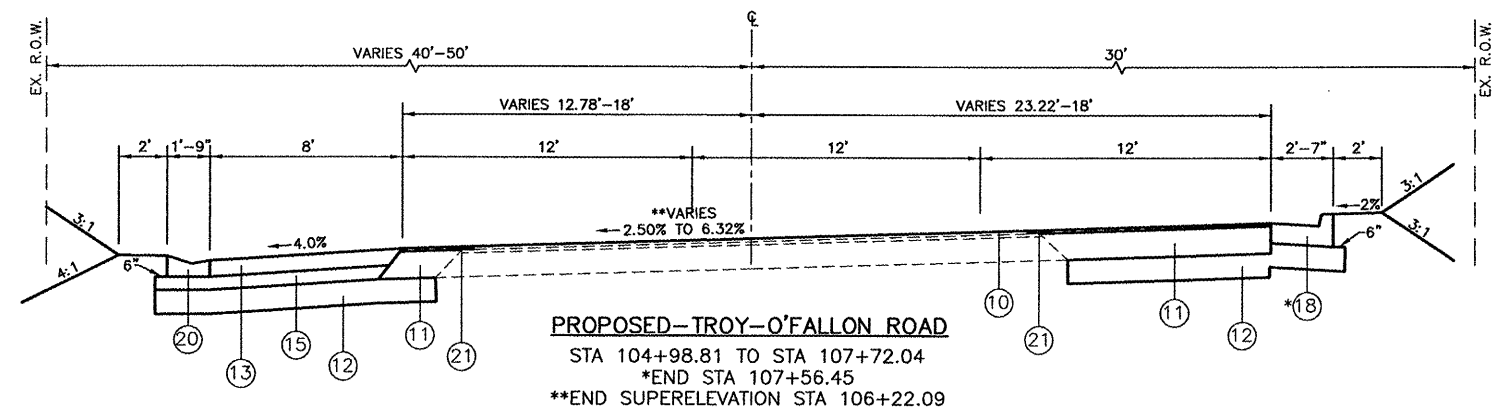 ℄
EX. R.O.W.
EX. R.O.W.
VARIES 40'-50'
30'
VARIES 12.78'-18'
VARIES 23.22'-18'
2'
1'-9"
8'
12'
12'
12'
2'-7"
2'
3:1
4:1
6"
4.0%
**VARIES
2.50% TO 6.32%
2%
3:1
3:1
6"
20
13
15
12
11
21
10
21
11
12
*18
PROPOSED-TROY-O'FALLON ROAD
STA 104+98.81 TO STA 107+72.04
*END STA 107+56.45
**END SUPERELEVATION STA 106+22.09